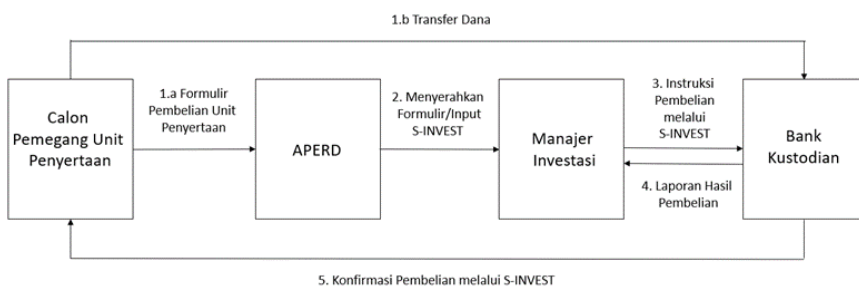 1.b Transfer Dana
Calon
Pemegang Unit
Penyertaan
1.a Formulir
Pembelian Unit
Penyertaan
APERD
2. Menyerahkan
Formulir/Input
S-INVEST
Manajer
Investasi
3. Instruksi
Pembelian
melalui
S-INVEST
4. Laporan Hasil
Pembelian
Bank
Kustodian
5. Konfirmasi Pembelian melalui S-INVEST